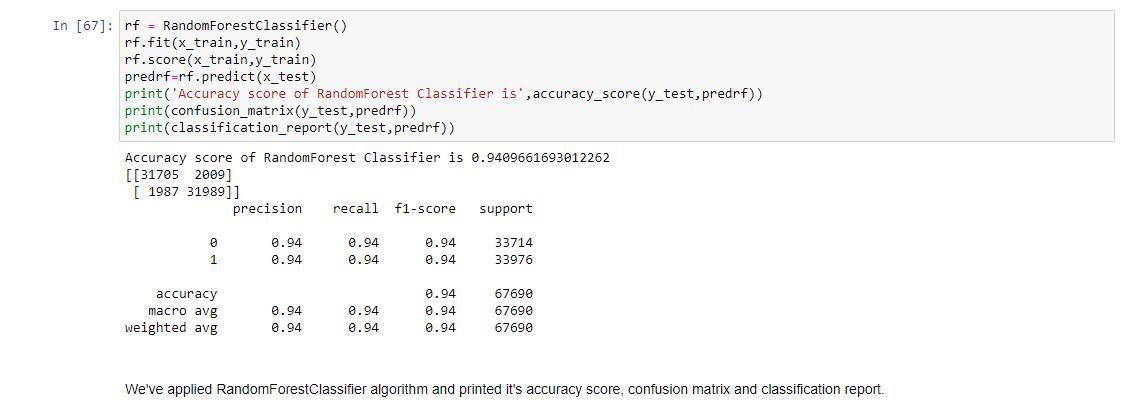 In [67]: rf = RandomForestClassifier()
rf.fit(x_train,y_train)
rf.score(x_train,y_train)
predrf=rf.predict(x_test)
print('Accuracy score of RandomForest Classifier is',accuracy_score(y_test,predrf))
print(confusion_matrix(y_test,predrf))
print(classification_report(y_test,predrf))
Accuracy score of RandomForest Classifier is 0.9409661693012262
[[31705  2009]
 [ 1987 31989]]
              precision    recall  f1-score   support
           0       0.94      0.94      0.94     33714
           1       0.94      0.94      0.94     33976
    accuracy                           0.94     67690
   macro avg       0.94      0.94      0.94     67690
weighted avg       0.94      0.94      0.94     67690
We've applied RandomForestClassifier algorithm and printed it's accuracy score, confusion matrix and classification report.